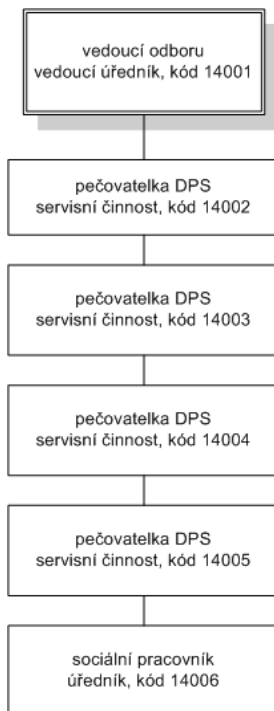 vedoucí odboru
vedoucí úředník, kód 14001
pečovatelka DPS
servisní činnost, kód 14002
pečovatelka DPS
servisní činnost, kód 14003
pečovatelka DPS
servisní činnost, kód 14004
pečovatelka DPS
servisní činnost, kód 14005
sociální pracovník
úředník, kód 14006